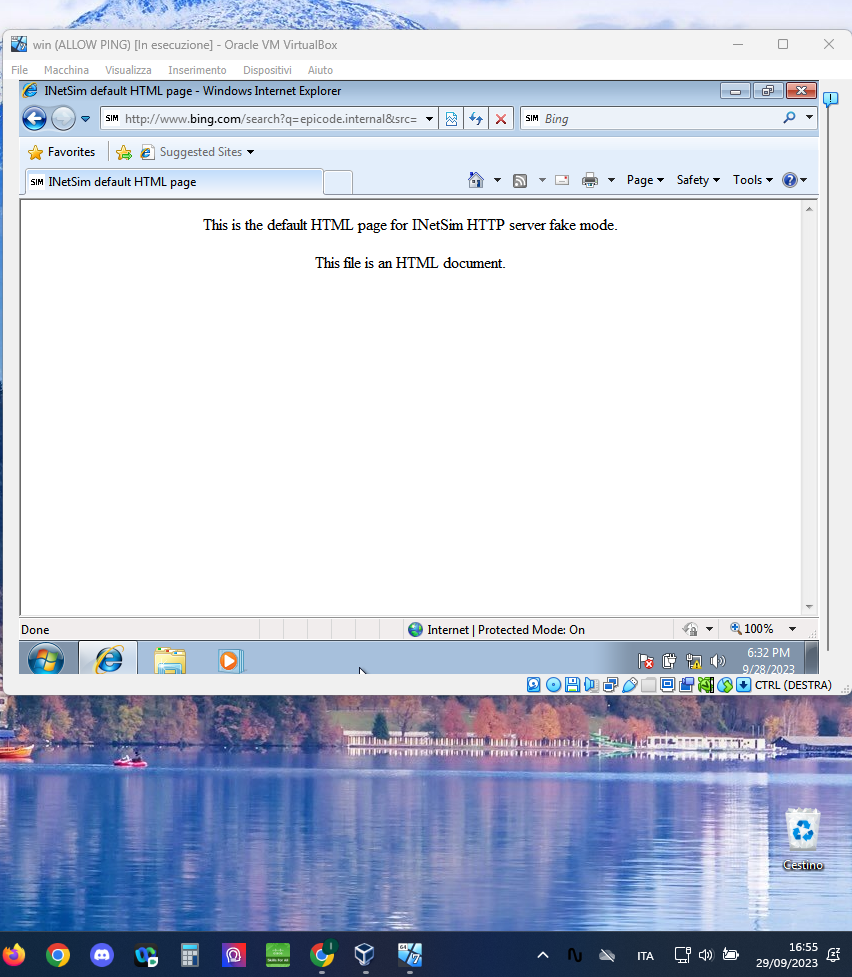 win (ALLOW PING) [In esecuzione] - Oracle VM VirtualBox
File Macchina Visualizza Inserimento Dispositivi Aiuto
INetSim default HTML page - Windows Internet Explorer
SIM http://www.bing.com/search?q=epicode.internal&src= SIM Bing
Favorites Suggested Sites
SIM INetSim default HTML page Page Safety Tools
This is the default HTML page for INetSim HTTP server fake mode.
This file is an HTML document.
Done Internet | Protected Mode: On 100%
6:32 PM
9/28/2023
CTRL (DESTRA)
Cestino
ITA 16:55
29/09/2023